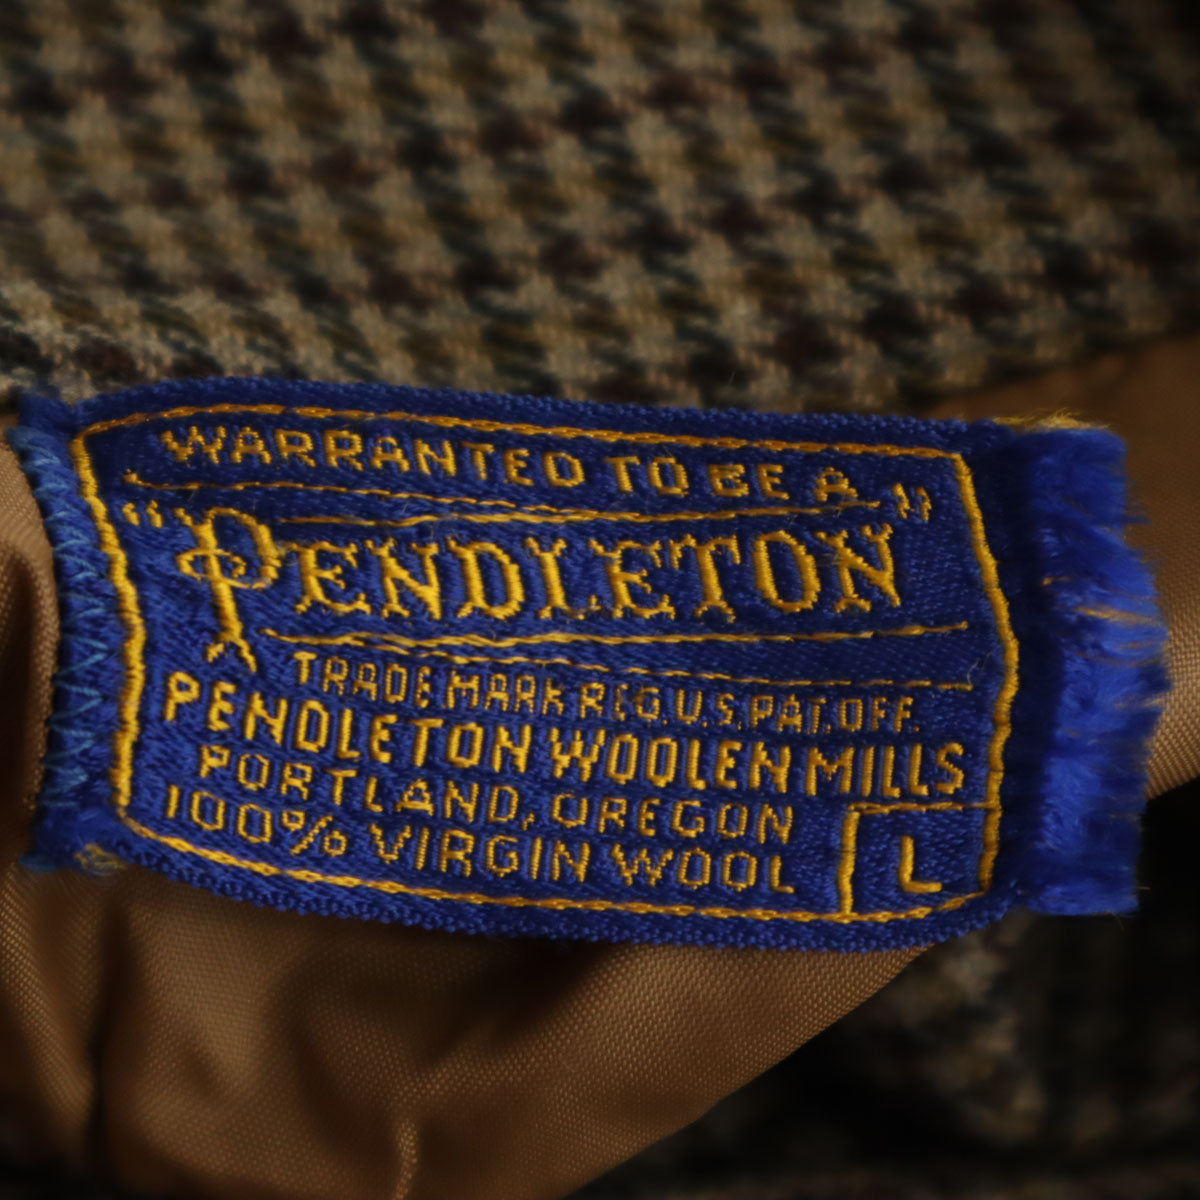 WARRANTED TO BE A
"PENDLETON"
TRADE MARK REG. U.S. PAT. OFF.
PENDLETON WOOLEN MILLS
PORTLAND, OREGON
100% VIRGIN WOOL
L